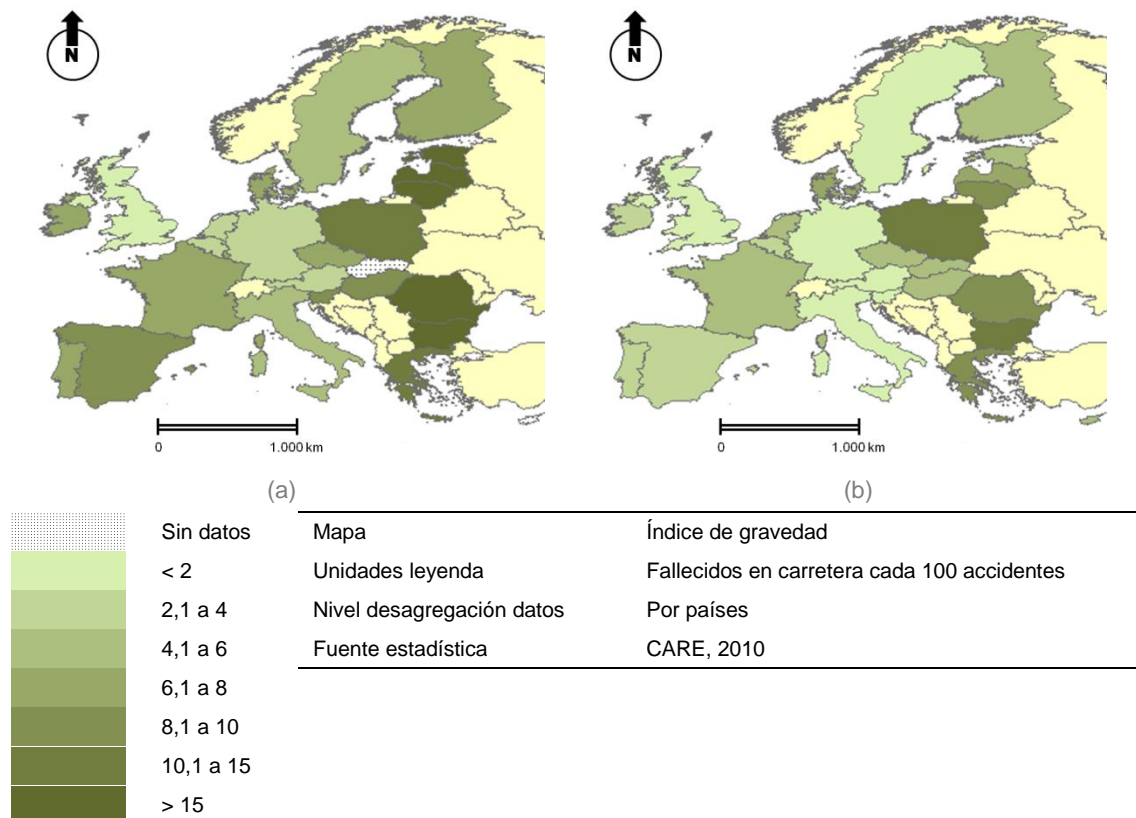 N
N
0 1.000 km
0 1.000 km
(a) (b)
Sin datos
< 2
2,1 a 4
4,1 a 6
6,1 a 8
8,1 a 10
10,1 a 15
> 15
Mapa Índice de gravedad
Unidades leyenda Fallecidos en carretera cada 100 accidentes
Nivel desagregación datos Por países
Fuente estadística CARE, 2010